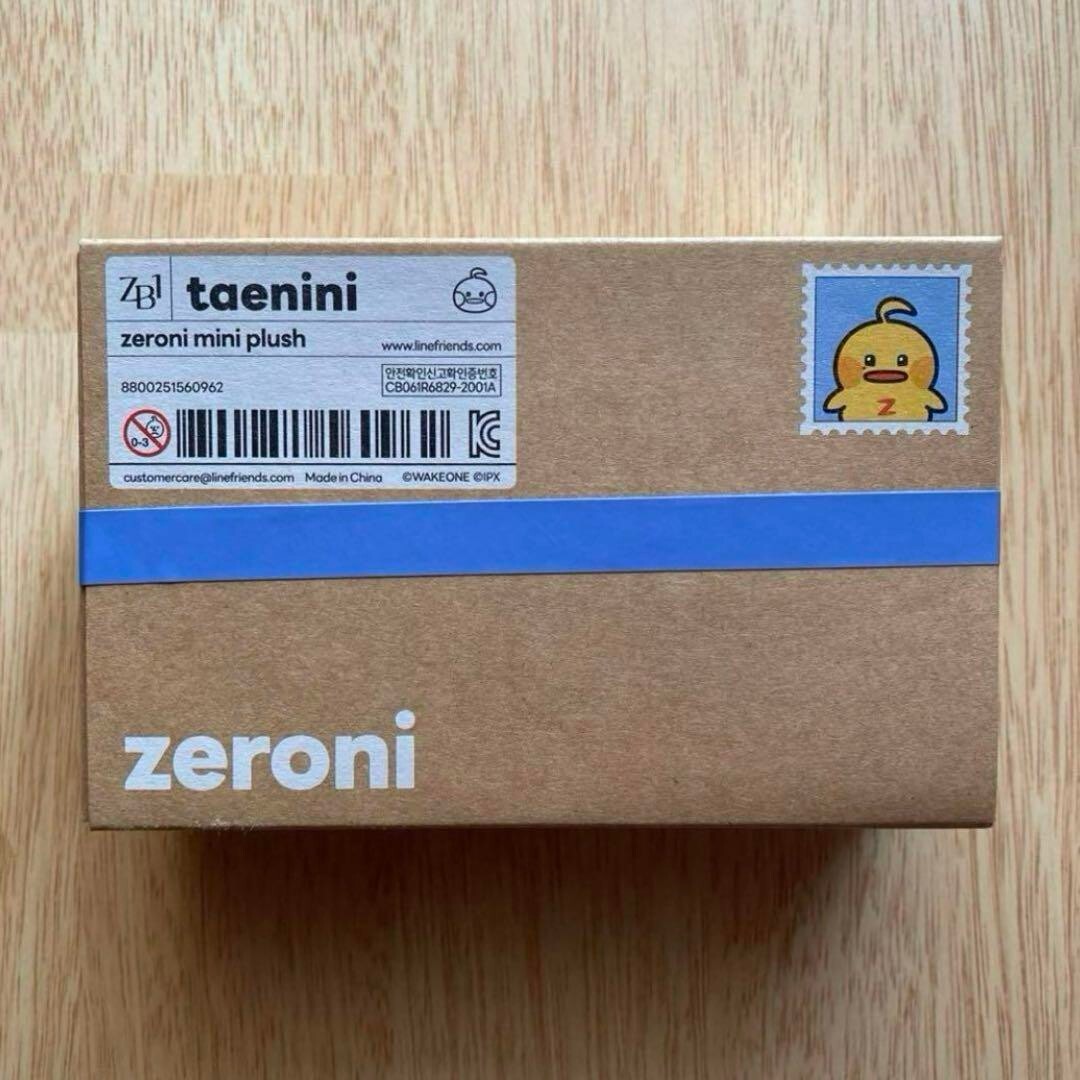 ZB1 taenini
zeroni mini plush
www.linefriends.com
8800251560962
안전확인신고확인증번호
CB061R6829-2001A
0-3
customercare@linefriends.com Made in China ©WAKEONE ©IPX
Z
zeroni